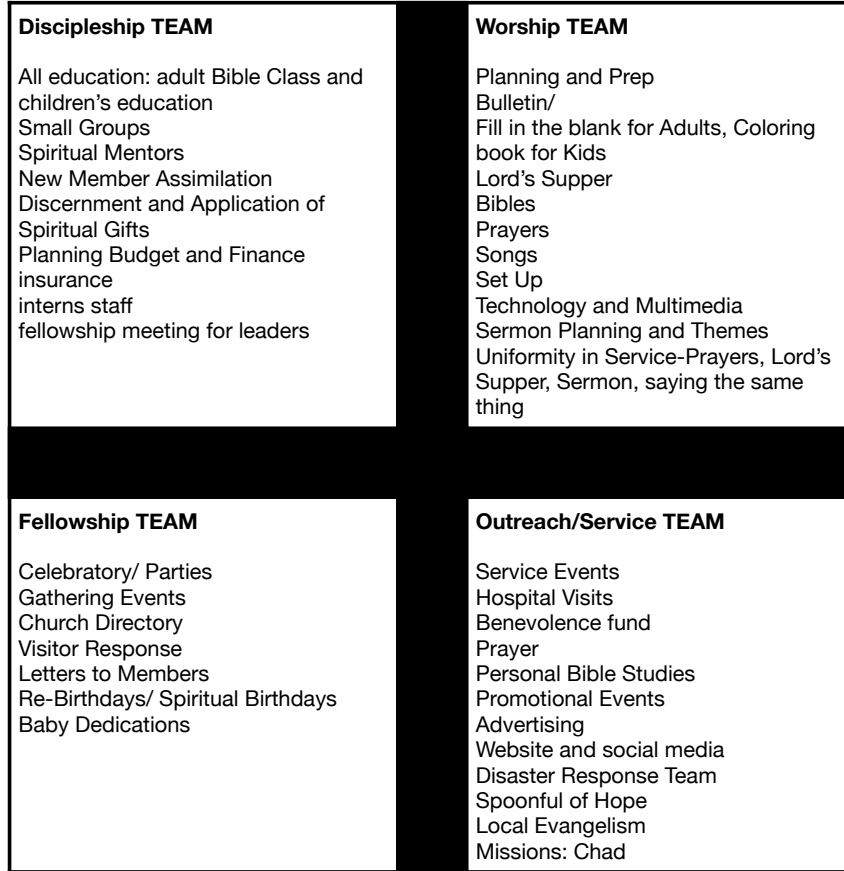 Discipleship TEAM
All education: adult Bible Class and
children's education
Small Groups
Spiritual Mentors
New Member Assimilation
Discernment and Application of
Spiritual Gifts
Planning Budget and Finance
insurance
interns staff
fellowship meeting for leaders
Worship TEAM
Planning and Prep
Bulletin/
Fill in the blank for Adults, Coloring
book for Kids
Lord's Supper
Bibles
Prayers
Songs
Set Up
Technology and Multimedia
Sermon Planning and Themes
Uniformity in Service-Prayers, Lord's
Supper, Sermon, saying the same
thing
Fellowship TEAM
Celebratory/ Parties
Gathering Events
Church Directory
Visitor Response
Letters to Members
Re-Birthdays/ Spiritual Birthdays
Baby Dedications
Outreach/Service TEAM
Service Events
Hospital Visits
Benevolence fund
Prayer
Personal Bible Studies
Promotional Events
Advertising
Website and social media
Disaster Response Team
Spoonful of Hope
Local Evangelism
Missions: Chad